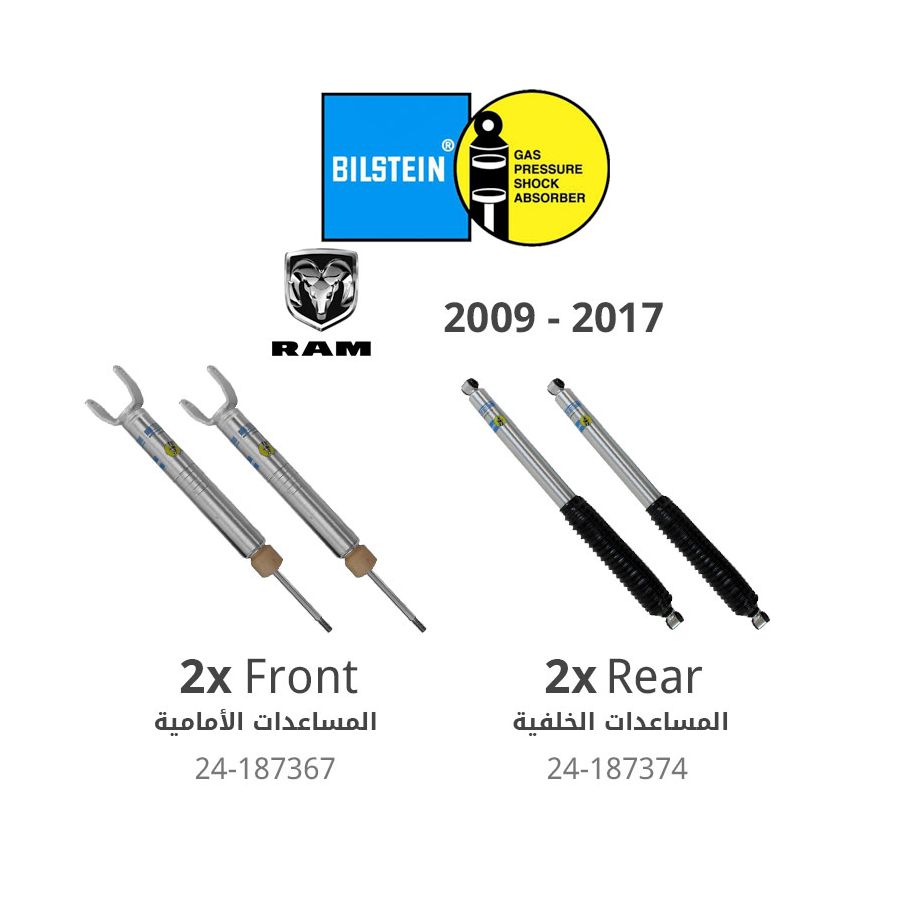 BILSTEIN®
GAS
PRESSURE
SHOCK
ABSORBER
RAM
2009 - 2017
2x Front
المساعدات الأمامية
24-187367
2x Rear
المساعدات الخلفية
24-187374